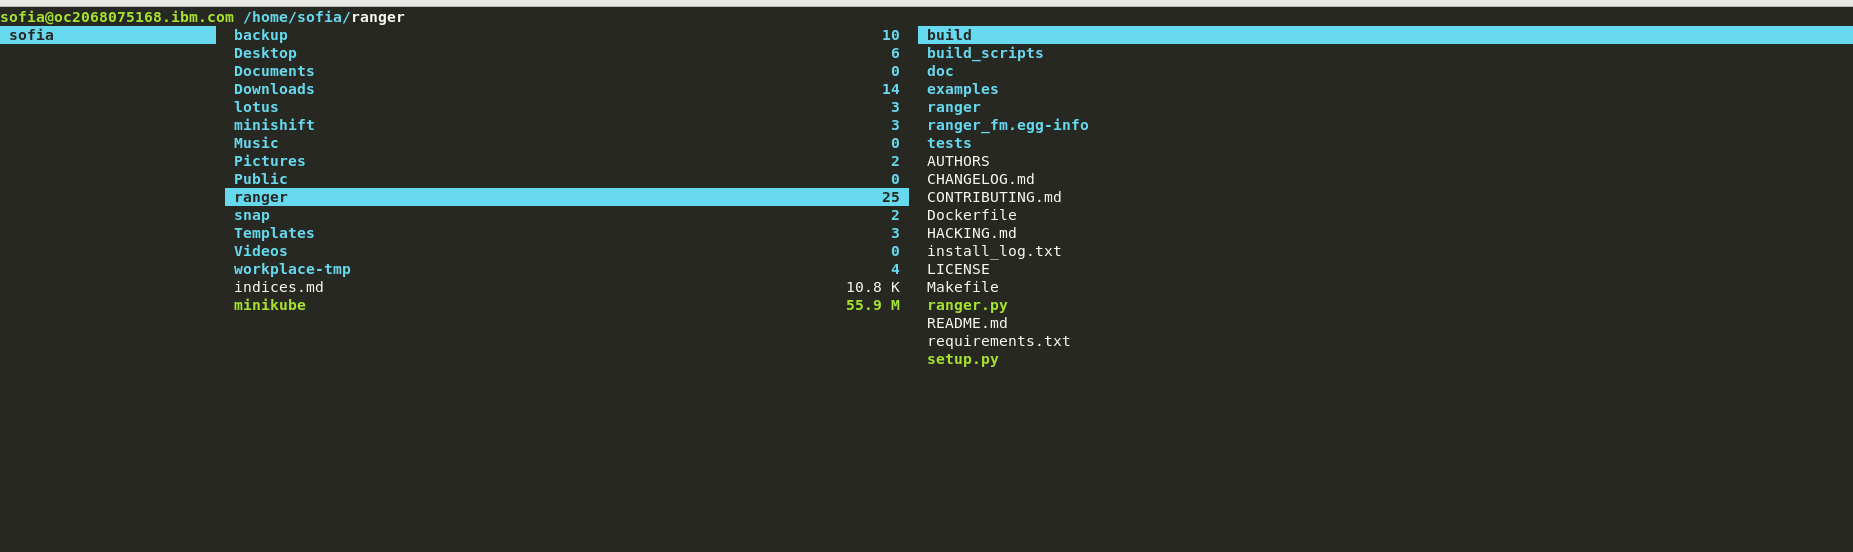 sofia@oc2068075168.ibm.com /home/sofia/ranger
sofia
backup 10
Desktop 6
Documents 0
Downloads 14
lotus 3
minishift 3
Music 0
Pictures 2
Public 0
ranger 25
snap 2
Templates 3
Videos 0
workplace-tmp 4
indices.md 10.8 K
minikube 55.9 M
build
build_scripts
doc
examples
ranger
ranger_fm.egg-info
tests
AUTHORS
CHANGELOG.md
CONTRIBUTING.md
Dockerfile
HACKING.md
install_log.txt
LICENSE
Makefile
ranger.py
README.md
requirements.txt
setup.py